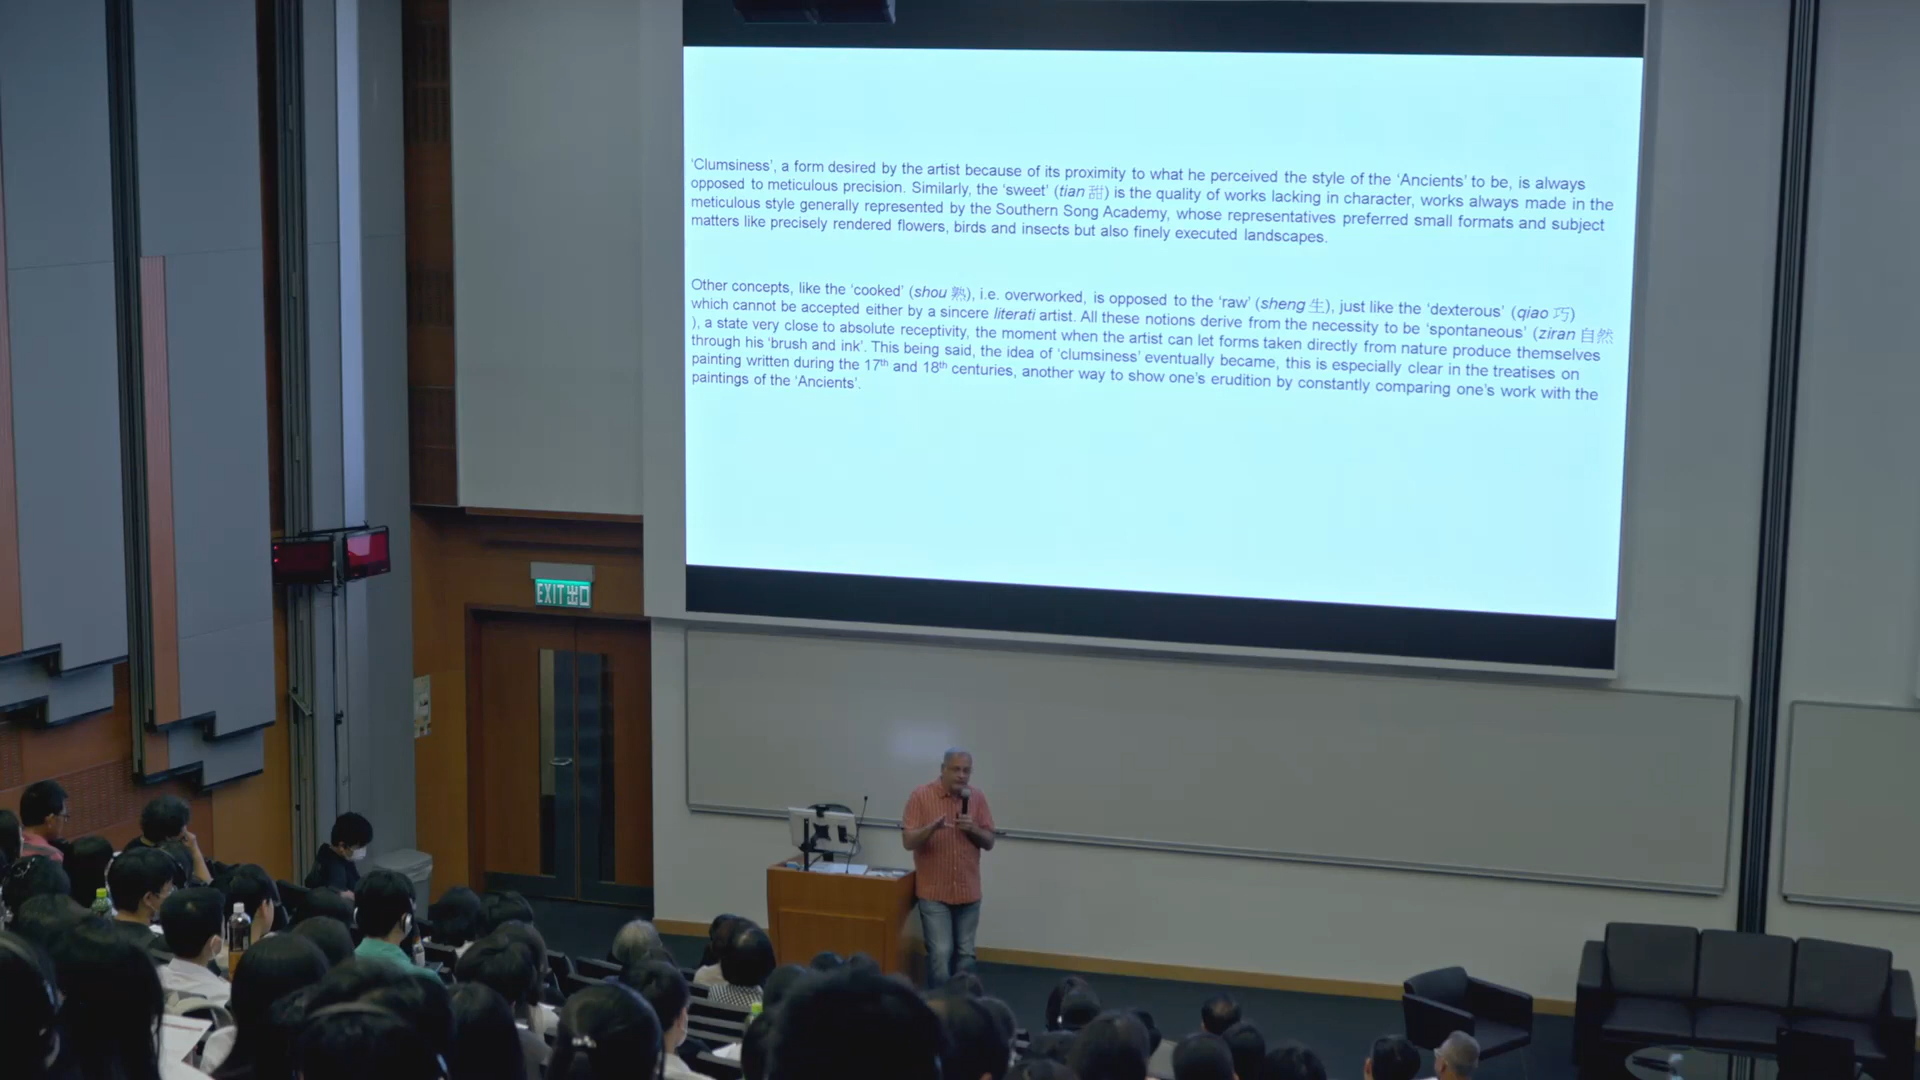 ‘Clumsiness’, a form desired by the artist because of its proximity to what he perceived the style of the ‘Ancients’ to be, is always
opposed to meticulous precision. Similarly, the ‘sweet’ (tian 甜) is the quality of works lacking in character, works always made in the
meticulous style generally represented by the Southern Song Academy, whose representatives preferred small formats and subject
matters like precisely rendered flowers, birds and insects but also finely executed landscapes.
Other concepts, like the ‘cooked’ (shou 熟), i.e. overworked, is opposed to the ‘raw’ (sheng 生), just like the ‘dexterous’ (qiao 巧)
which cannot be accepted either by a sincere literati artist. All these notions derive from the necessity to be ‘spontaneous’ (ziran 自然
), a state very close to absolute receptivity, the moment when the artist can let forms taken directly from nature produce themselves
through his ‘brush and ink’. This being said, the idea of ‘clumsiness’ eventually became, this is especially clear in the treatises on
painting written during the 17th and 18th centuries, another way to show one’s erudition by constantly comparing one’s work with the
paintings of the ‘Ancients’.
EXIT出口